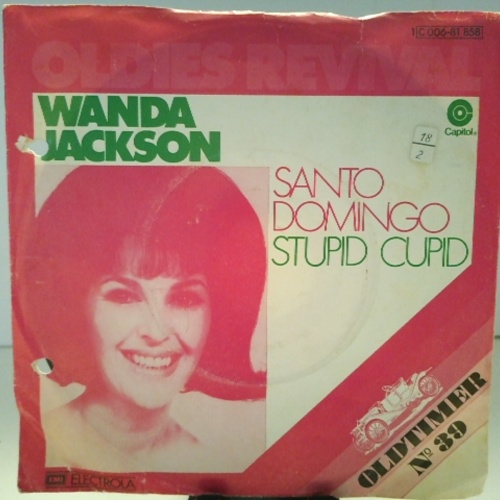 1C 006-81 858
OLDIES REVIVAL
WANDA
JACKSON
Capitol
18
2
SANTO
DOMINGO
STUPID CUPID
OLDTIMER
Nº 39
EMI ELECTROLA